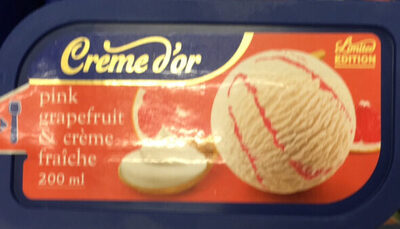 Crème d'or
Limited
EDITION
pink
grapefruit
& crème
fraîche
200 ml